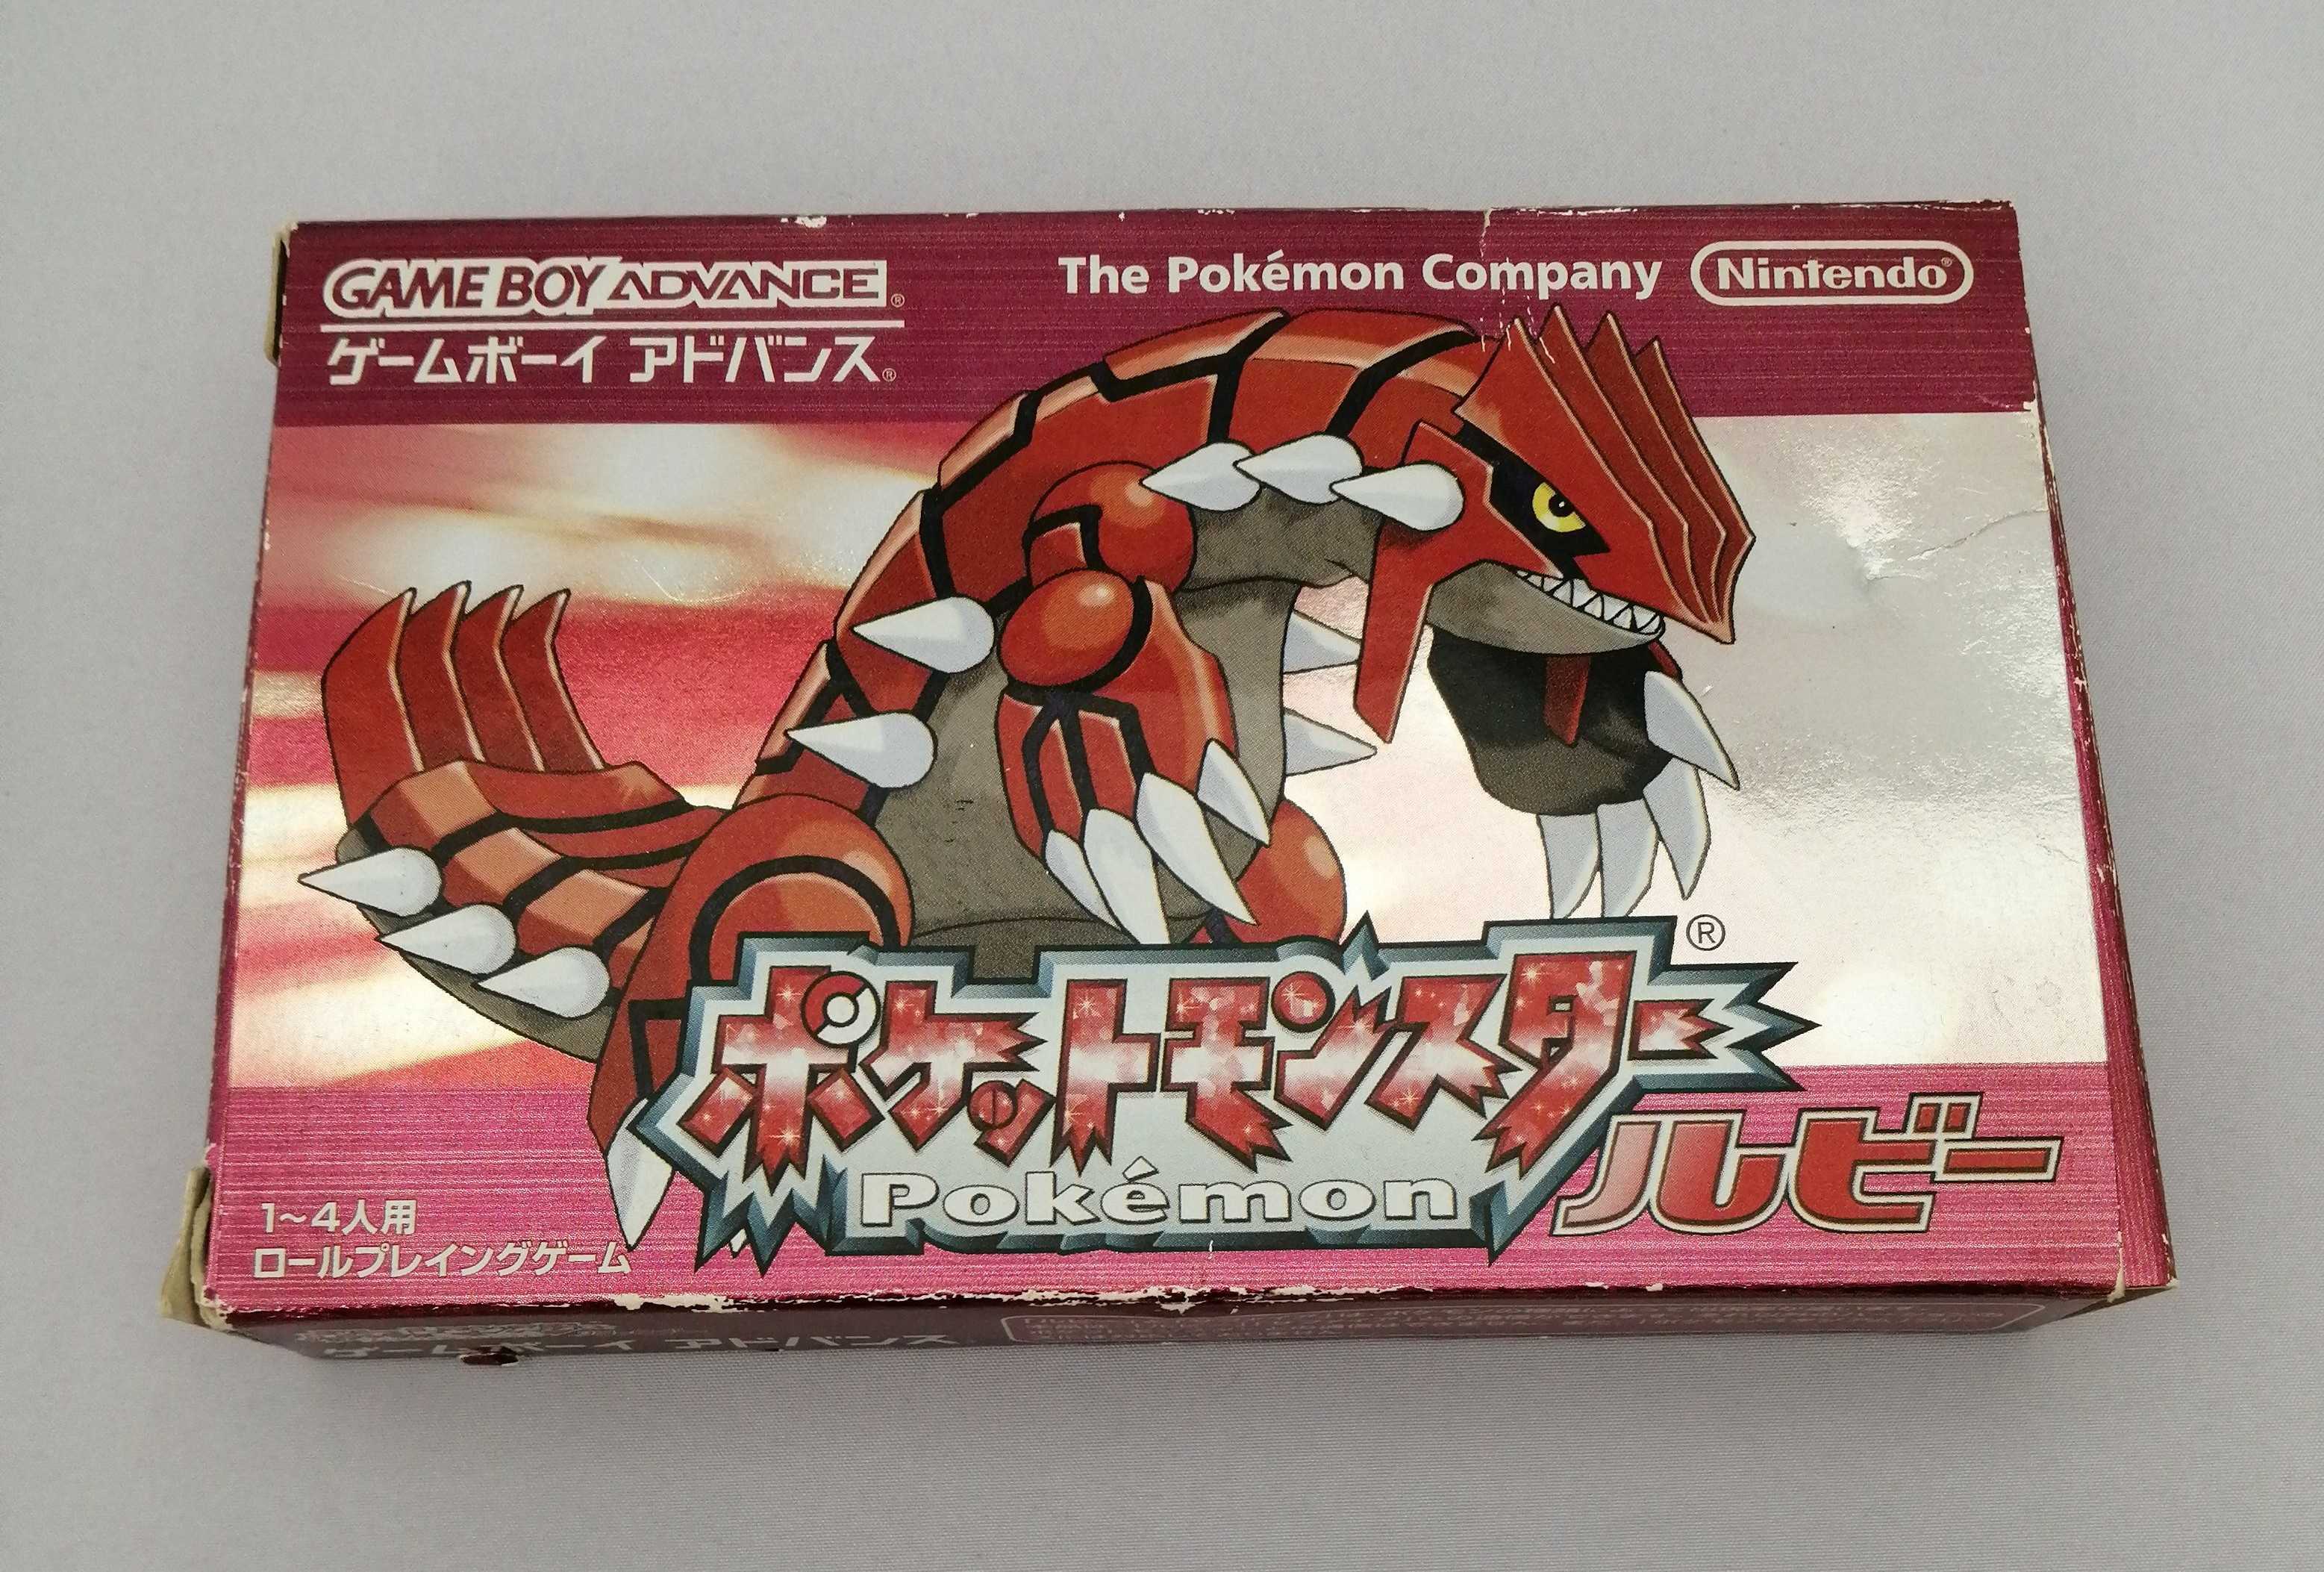 GAME BOY ADVANCE®
ゲームボーイ アドバンス®
The Pokémon Company Nintendo®
ポケットモンスター®
Pokémon ルビー
1〜4人用
ロールプレイングゲーム
ゲームボーイ アドバンス